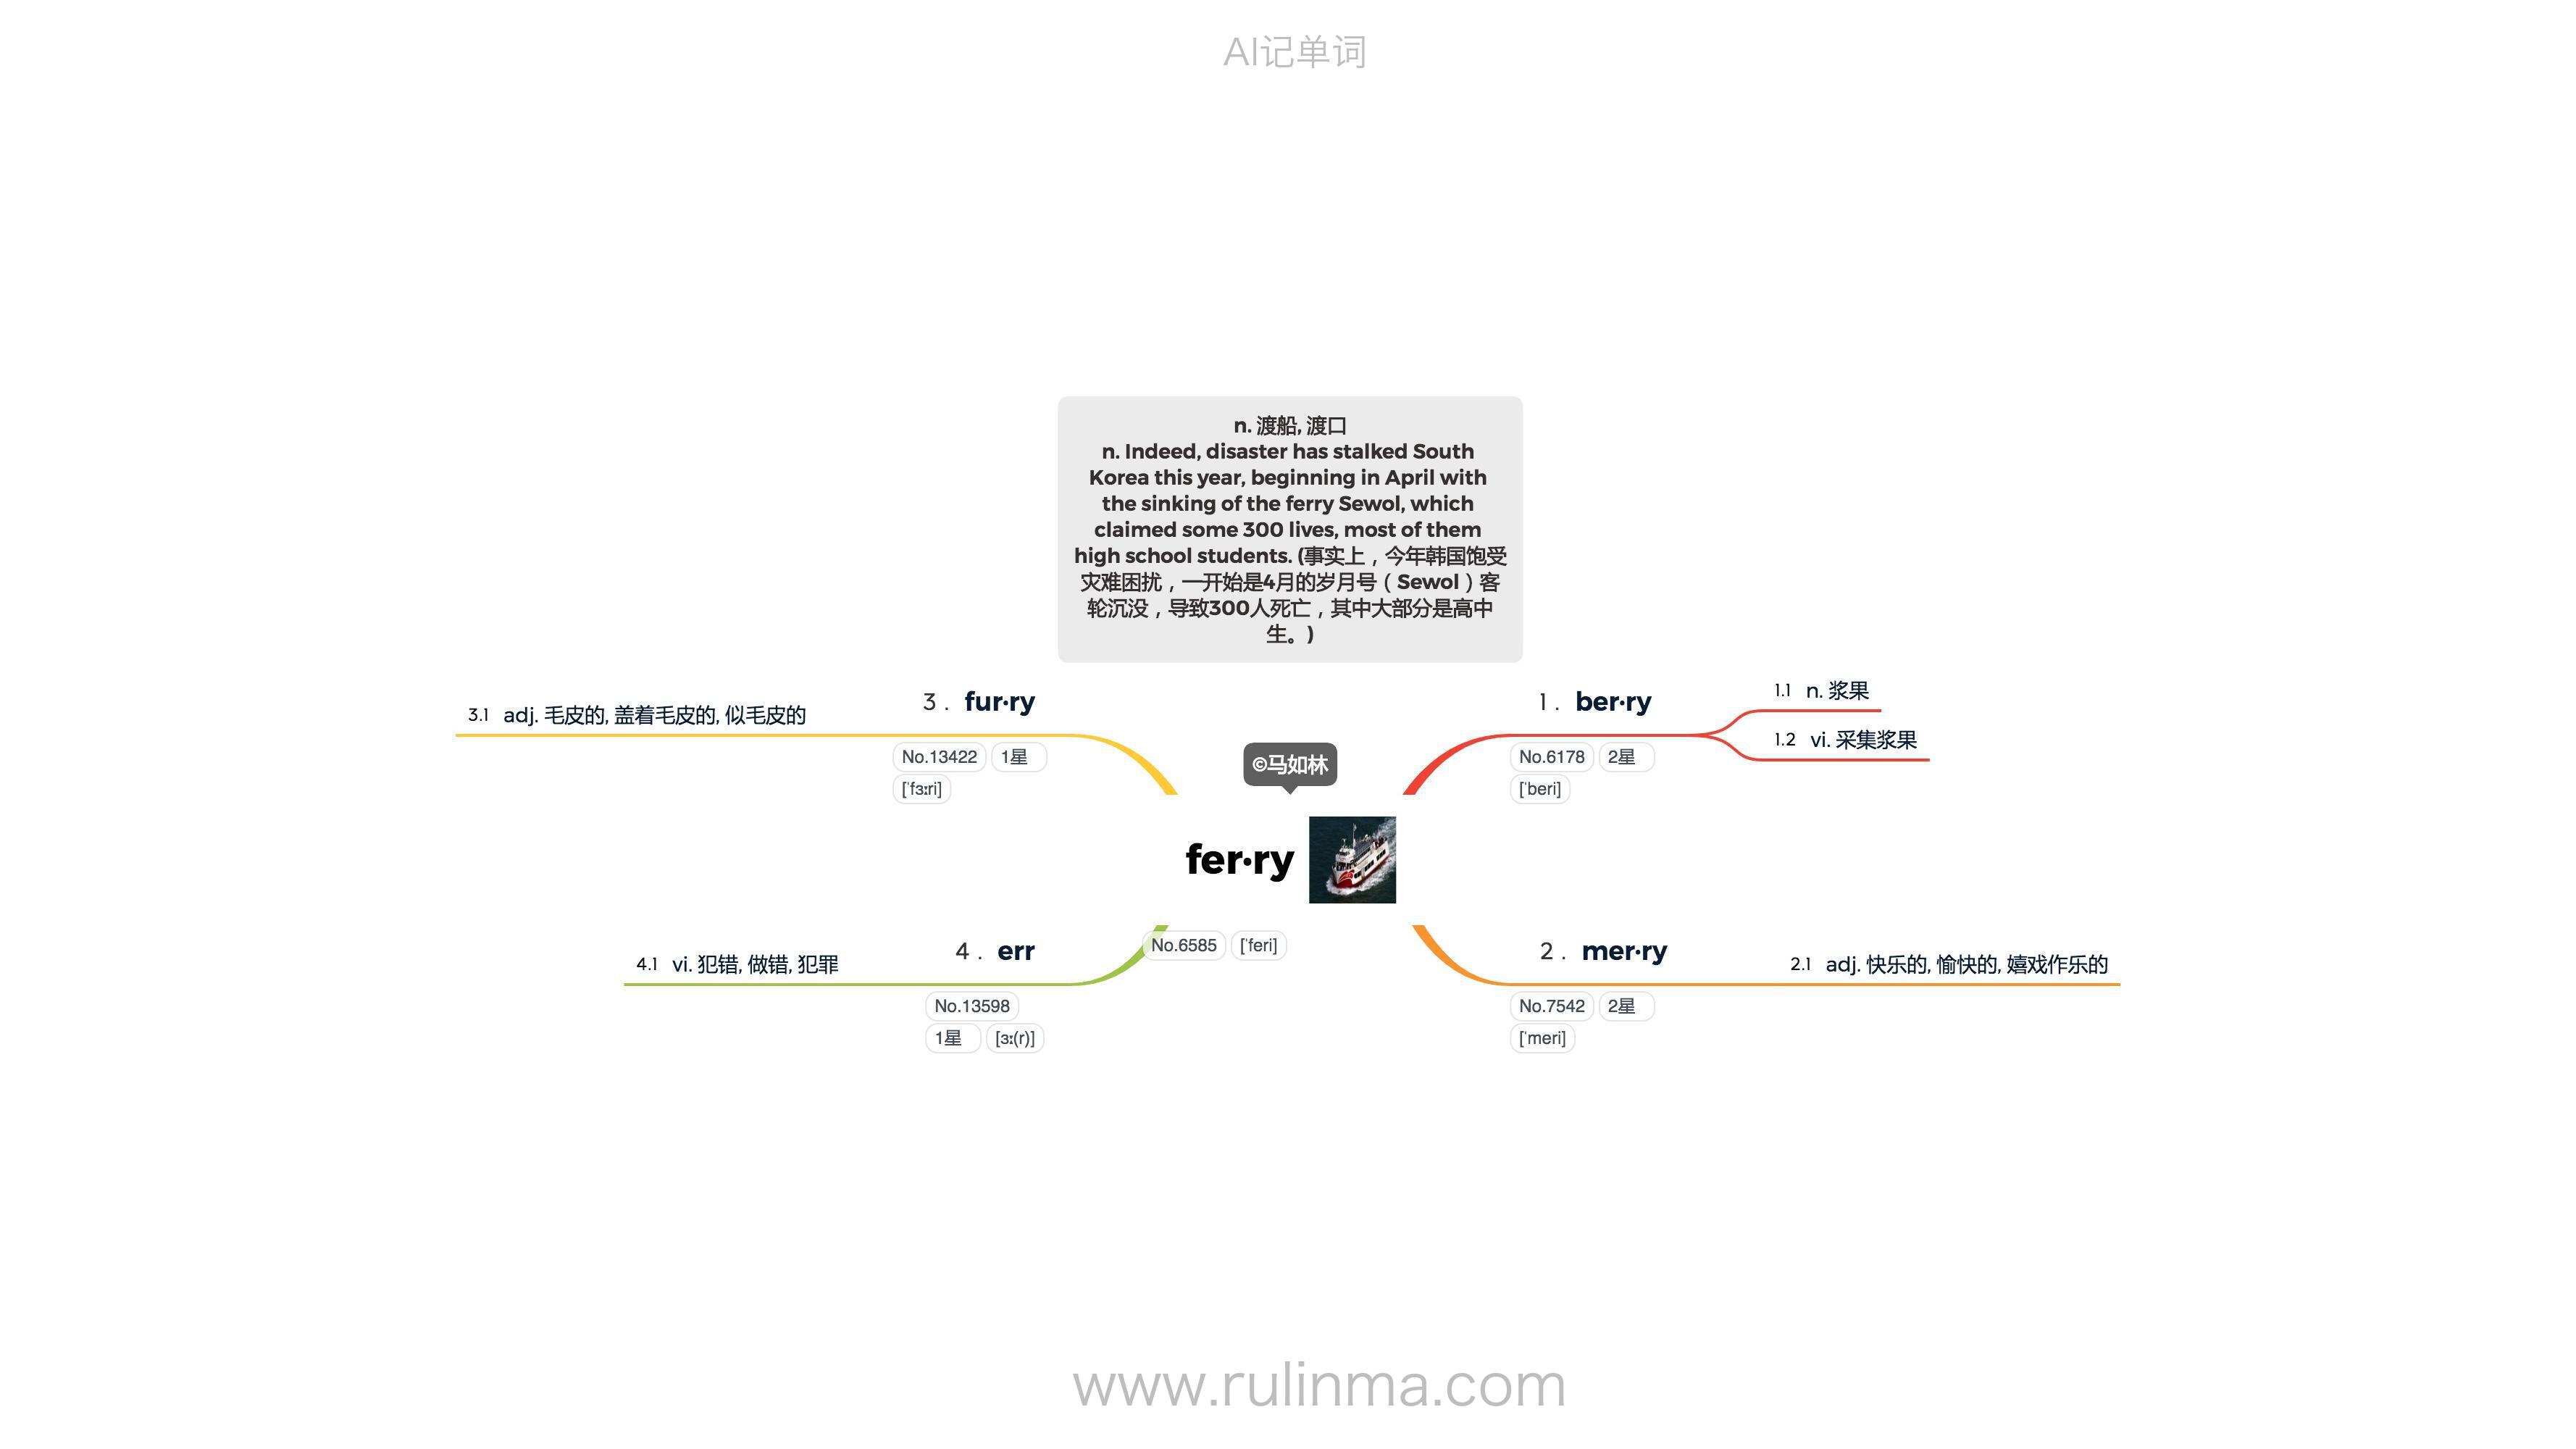 AI记单词
n. 渡船, 渡口
n. Indeed, disaster has stalked South
Korea this year, beginning in April with
the sinking of the ferry Sewol, which
claimed some 300 lives, most of them
high school students. (事实上，今年韩国饱受
灾难困扰，一开始是4月的岁月号（Sewol）客
轮沉没，导致300人死亡，其中大部分是高中
生。)
©马如林
fer·ry
No.6585 ['feri]
1. ber·ry
No.6178 2星
['beri]
1.1 n. 浆果
1.2 vi. 采集浆果
2. mer·ry
No.7542 2星
['meri]
2.1 adj. 快乐的, 愉快的, 嬉戏作乐的
3. fur·ry
No.13422 1星
['fɜːri]
3.1 adj. 毛皮的, 盖着毛皮的, 似毛皮的
4. err
No.13598
1星 [ɜː(r)]
4.1 vi. 犯错, 做错, 犯罪
www.rulinma.com